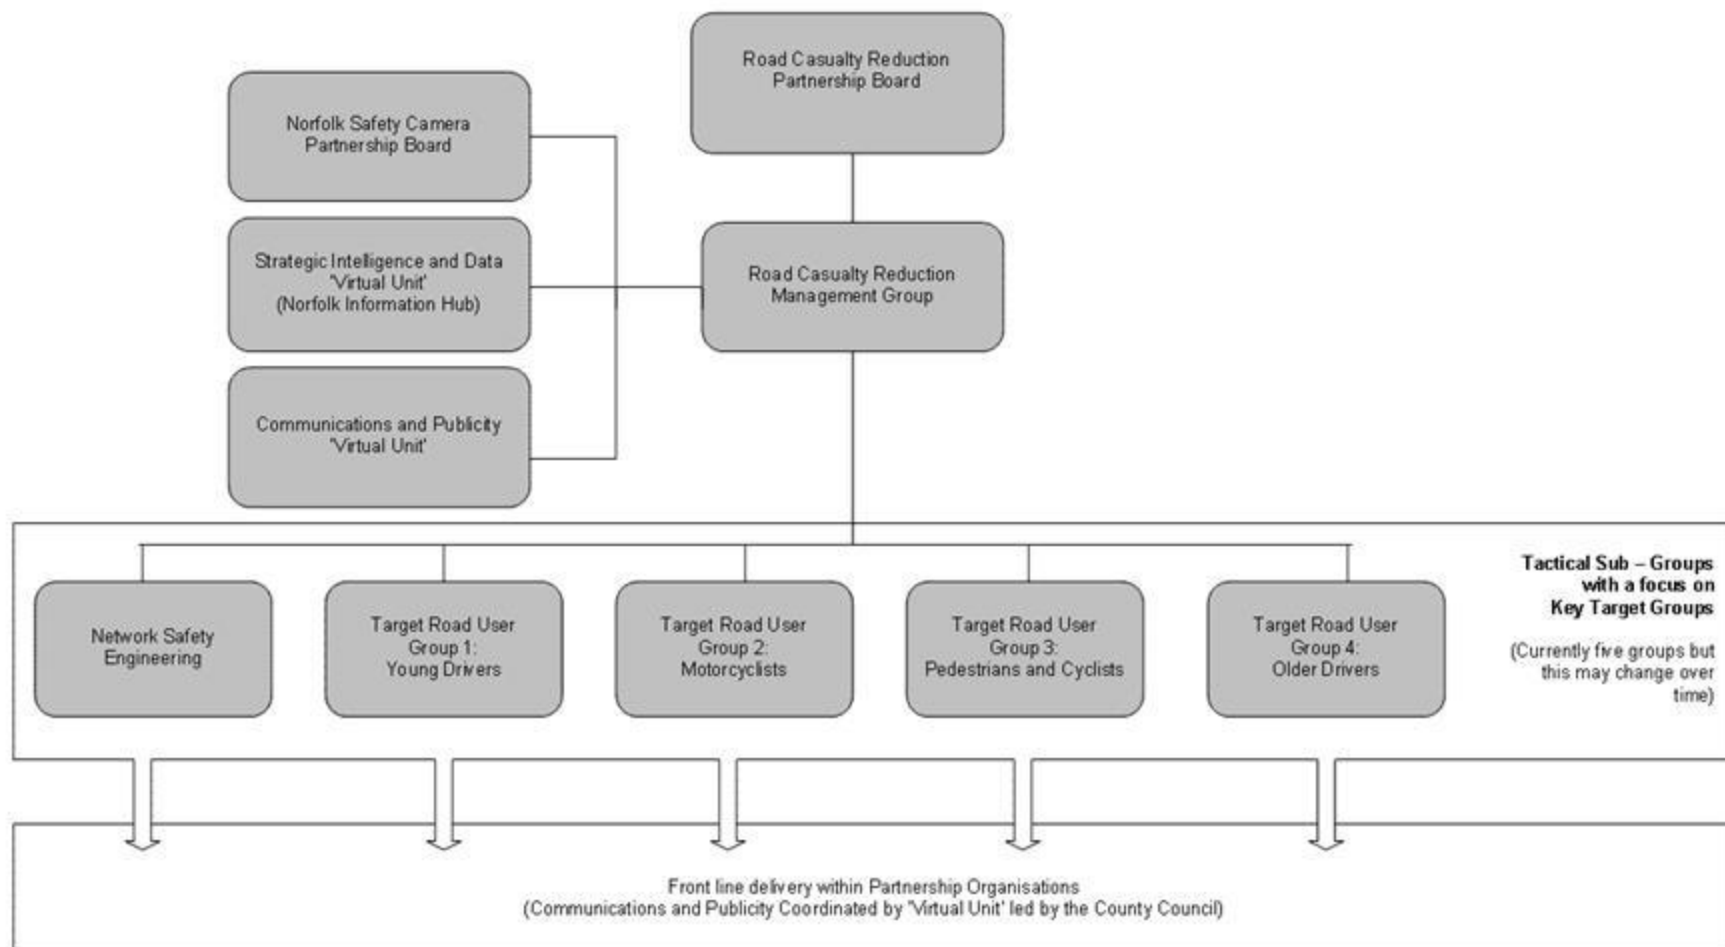 Road Casualty Reduction
Partnership Board
Norfolk Safety Camera
Partnership Board
Strategic Intelligence and Data
'Virtual Unit'
(Norfolk Information Hub)
Road Casualty Reduction
Management Group
Communications and Publicity
'Virtual Unit'
Tactical Sub – Groups
with a focus on
Key Target Groups
(Currently five groups but
this may change over
time)
Network Safety
Engineering
Target Road User
Group 1:
Young Drivers
Target Road User
Group 2:
Motorcyclists
Target Road User
Group 3:
Pedestrians and Cyclists
Target Road User
Group 4:
Older Drivers
Front line delivery within Partnership Organisations
(Communications and Publicity Coordinated by 'Virtual Unit' led by the County Council)